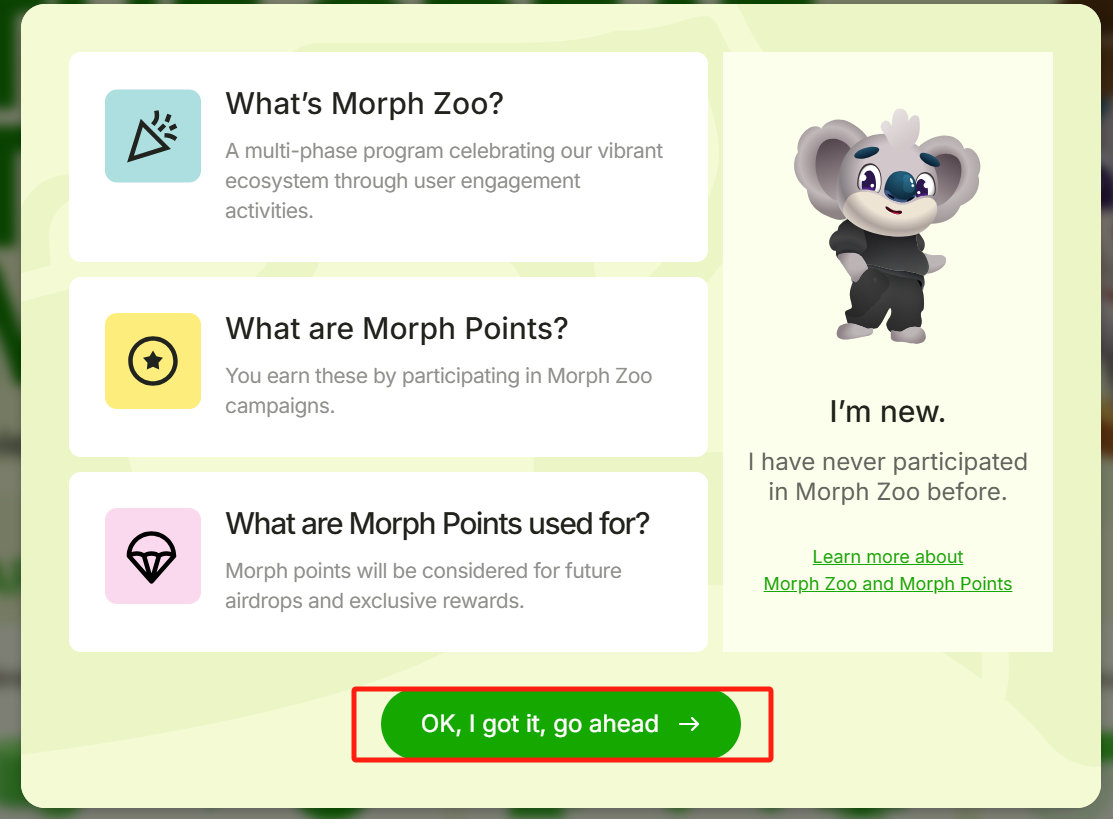 What’s Morph Zoo?
A multi-phase program celebrating our vibrant
ecosystem through user engagement
activities.
What are Morph Points?
You earn these by participating in Morph Zoo
campaigns.
What are Morph Points used for?
Morph points will be considered for future
airdrops and exclusive rewards.
I’m new.
I have never participated
in Morph Zoo before.
Learn more about
Morph Zoo and Morph Points
OK, I got it, go ahead →